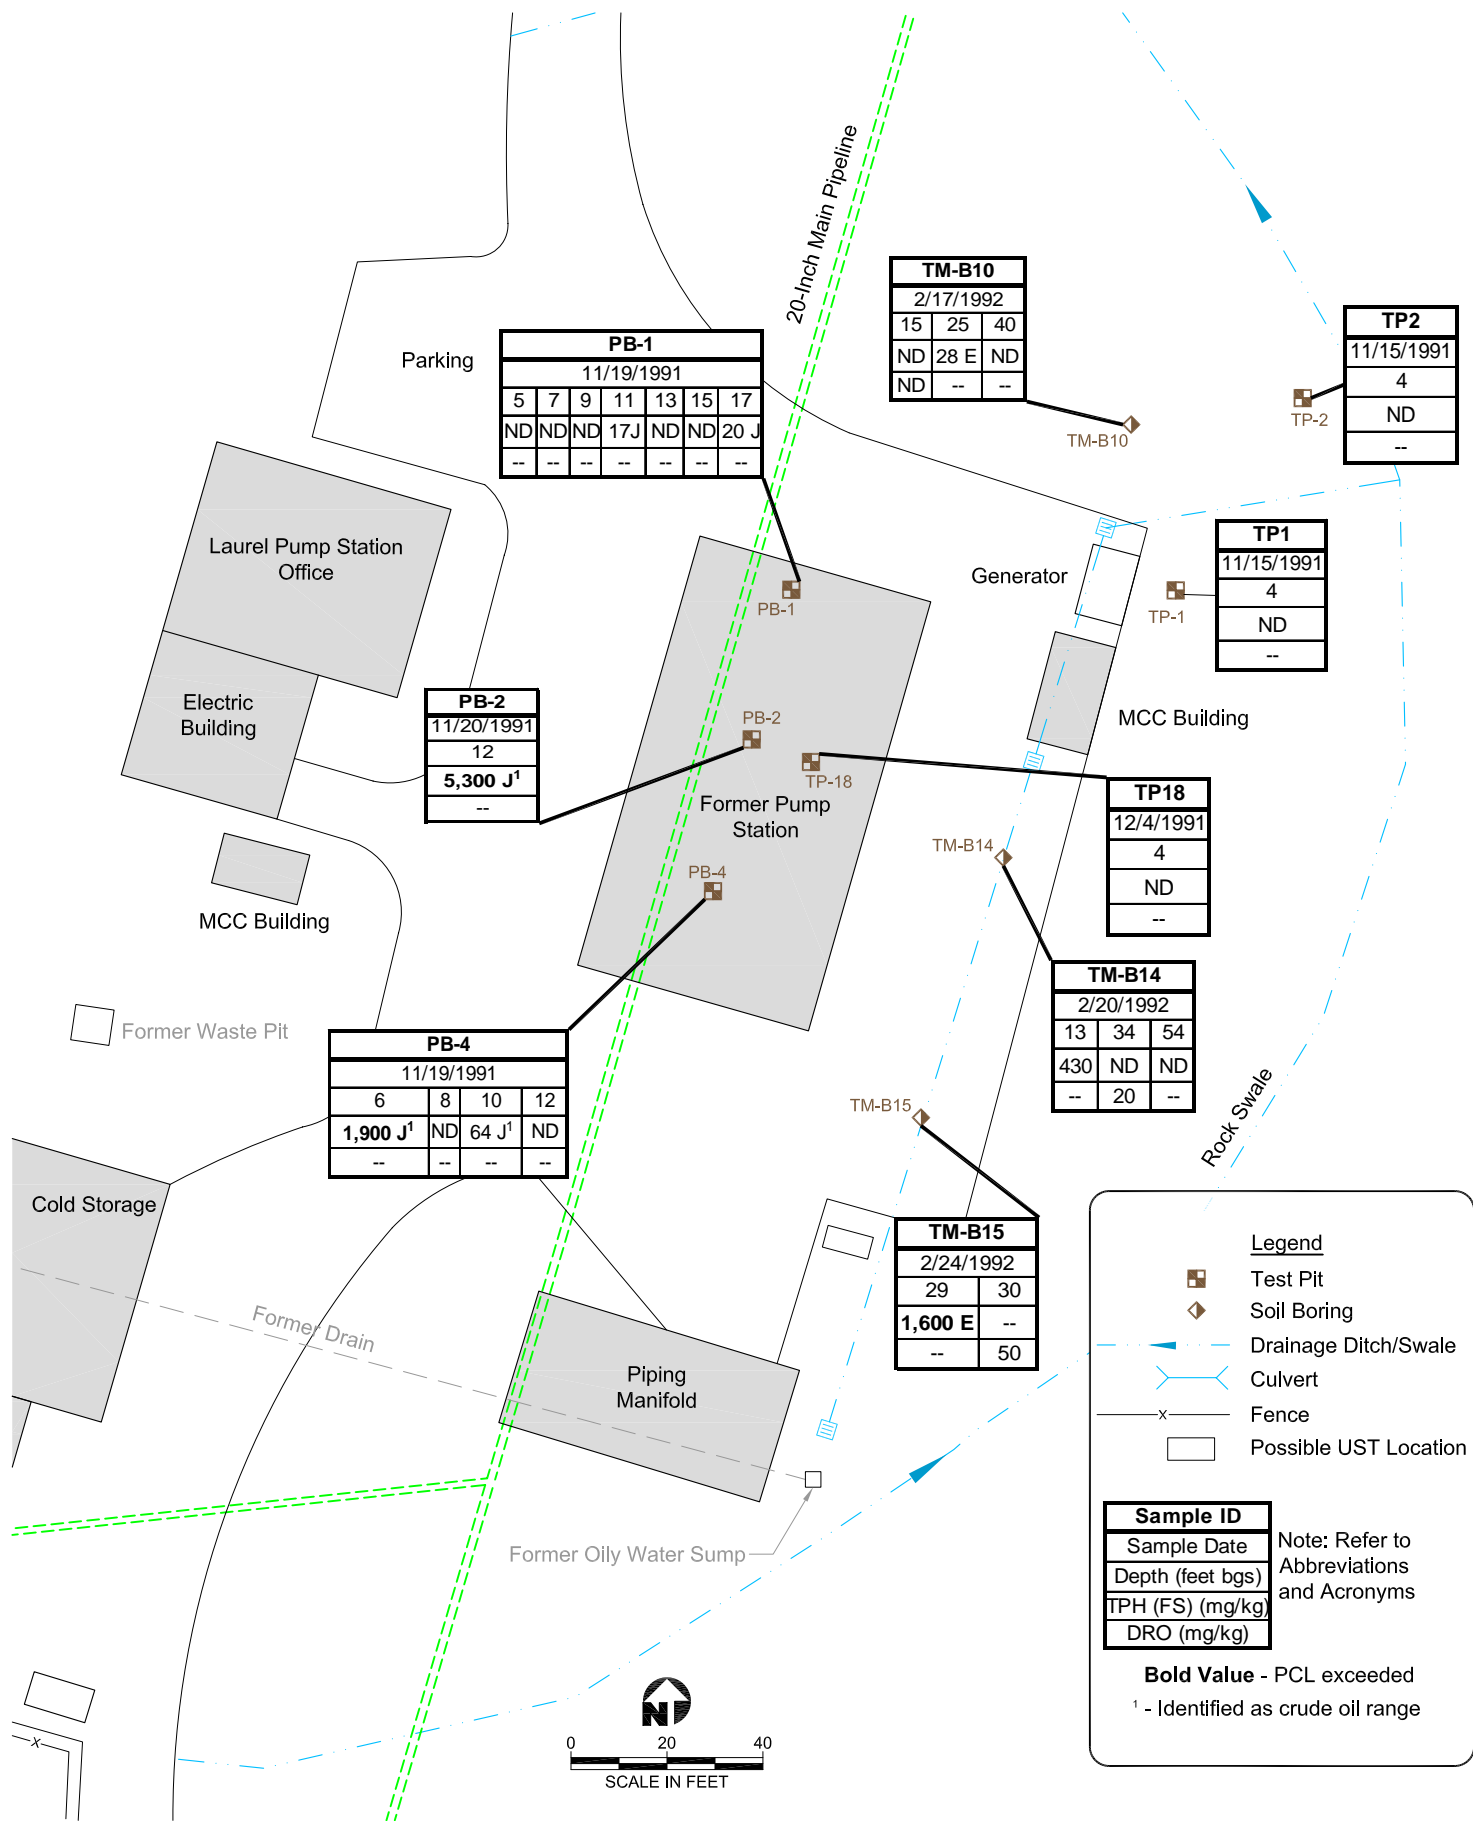 20-Inch Main Pipeline
TM-B10
2/17/1992
15 25 40
ND 28 E ND
ND -- --
TM-B10
TP2
11/15/1991
4
ND
--
TP-2
Parking
PB-1
11/19/1991
5 7 9 11 13 15 17
ND ND ND 17J ND ND 20 J
-- -- -- -- -- -- --
PB-1
Laurel Pump Station
Office
Generator
TP1
11/15/1991
4
ND
--
TP-1
Electric
Building
PB-2
11/20/1991
12
5,300 J¹
--
PB-2
TP-18
Former Pump
Station
MCC Building
TP18
12/4/1991
4
ND
--
MCC Building
PB-4
TM-B14
TM-B14
2/20/1992
13 34 54
430 ND ND
-- 20 --
Former Waste Pit
PB-4
11/19/1991
6 8 10 12
1,900 J¹ ND 64 J¹ ND
-- -- -- --
TM-B15
Rock Swale
Cold Storage
TM-B15
2/24/1992
29 30
1,600 E --
-- 50
Former Drain
Piping
Manifold
Former Oily Water Sump
Legend
Test Pit
Soil Boring
Drainage Ditch/Swale
Culvert
x
Fence
Possible UST Location
Sample ID
Sample Date
Depth (feet bgs)
TPH (FS) (mg/kg)
DRO (mg/kg)
Note: Refer to
Abbreviations
and Acronyms
Bold Value - PCL exceeded
¹ - Identified as crude oil range
x
N
0 20 40
SCALE IN FEET